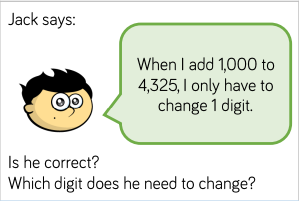 Jack says:
When I add 1,000 to
4,325, I only have to
change 1 digit.
Is he correct?
Which digit does he need to change?